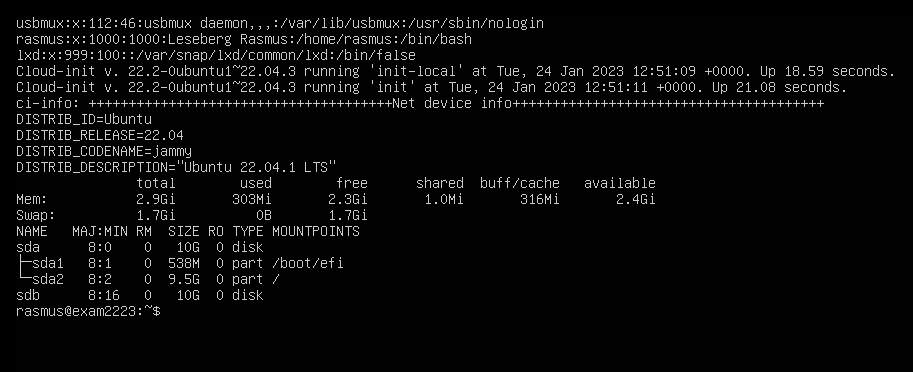 usbmux:x:112:46:usbmux daemon,,,:/var/lib/usbmux:/usr/sbin/nologin
rasmus:x:1000:1000:Leseberg Rasmus:/home/rasmus:/bin/bash
lxd:x:999:100::/var/snap/lxd/common/lxd:/bin/false
Cloud-init v. 22.2-0ubuntu1~22.04.3 running 'init-local' at Tue, 24 Jan 2023 12:51:09 +0000. Up 18.59 seconds.
Cloud-init v. 22.2-0ubuntu1~22.04.3 running 'init' at Tue, 24 Jan 2023 12:51:11 +0000. Up 21.08 seconds.
ci-info: ++++++++++++++++++++++++++++++++++++++Net device info+++++++++++++++++++++++++++++++++++++++
DISTRIB_ID=Ubuntu
DISTRIB_RELEASE=22.04
DISTRIB_CODENAME=jammy
DISTRIB_DESCRIPTION="Ubuntu 22.04.1 LTS"
               total        used        free      shared  buff/cache   available
Mem:           2.9Gi       303Mi       2.3Gi       1.0Mi       316Mi       2.4Gi
Swap:          1.7Gi          0B       1.7Gi
NAME   MAJ:MIN RM  SIZE RO TYPE MOUNTPOINTS
sda      8:0    0   10G  0 disk
├─sda1   8:1    0  538M  0 part /boot/efi
└─sda2   8:2    0  9.5G  0 part /
sdb      8:16   0   10G  0 disk
rasmus@exam2223:~$